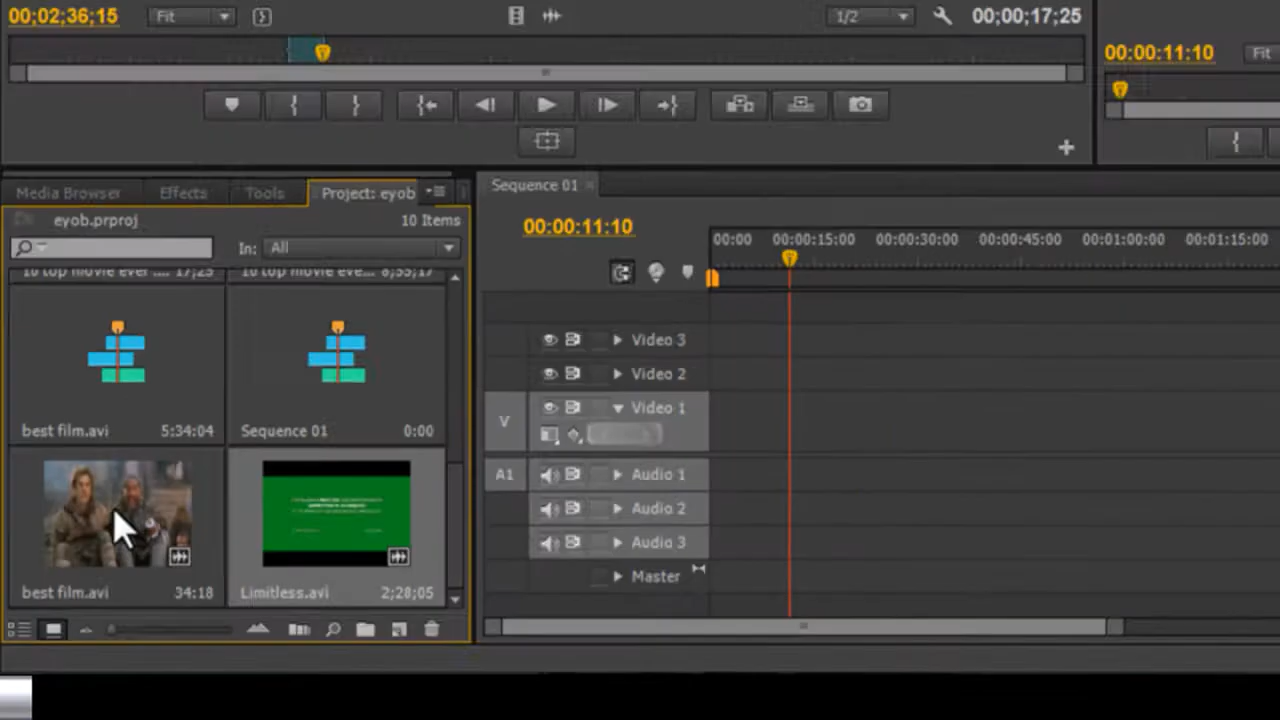 00;02;36;15 Fit 1/2 00;00;17;25
00:00:11:10 Fit
Media Browser Effects Tools Project: eyob
eyob.prproj 10 Items
In: All
10 top movie ever .... 17;25 10 top movie eve... 8;55;17
best film.avi 5:34:04 Sequence 01 0:00
best film.avi 34:18 Limitless.avi 2;28;05
Sequence 01
00:00:11:10
00:00 00:00:15:00 00:00:30:00 00:00:45:00 00:01:00:00 00:01:15:00
Video 3
Video 2
V Video 1
A1 Audio 1
Audio 2
Audio 3
Master